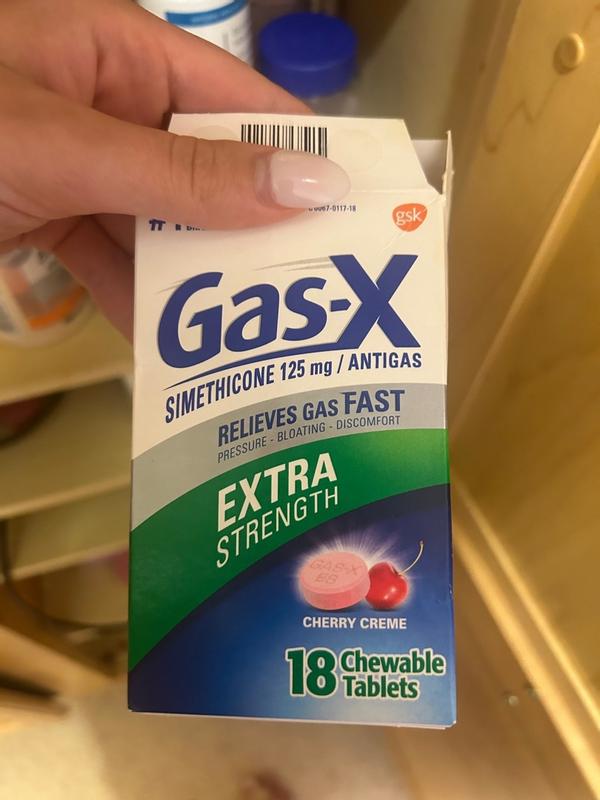 gsk
Gas-X
SIMETHICONE 125 mg / ANTIGAS
RELIEVES GAS FAST
PRESSURE - BLOATING - DISCOMFORT
EXTRA
STRENGTH
GAS-X
CHERRY CREME
18 Chewable
Tablets